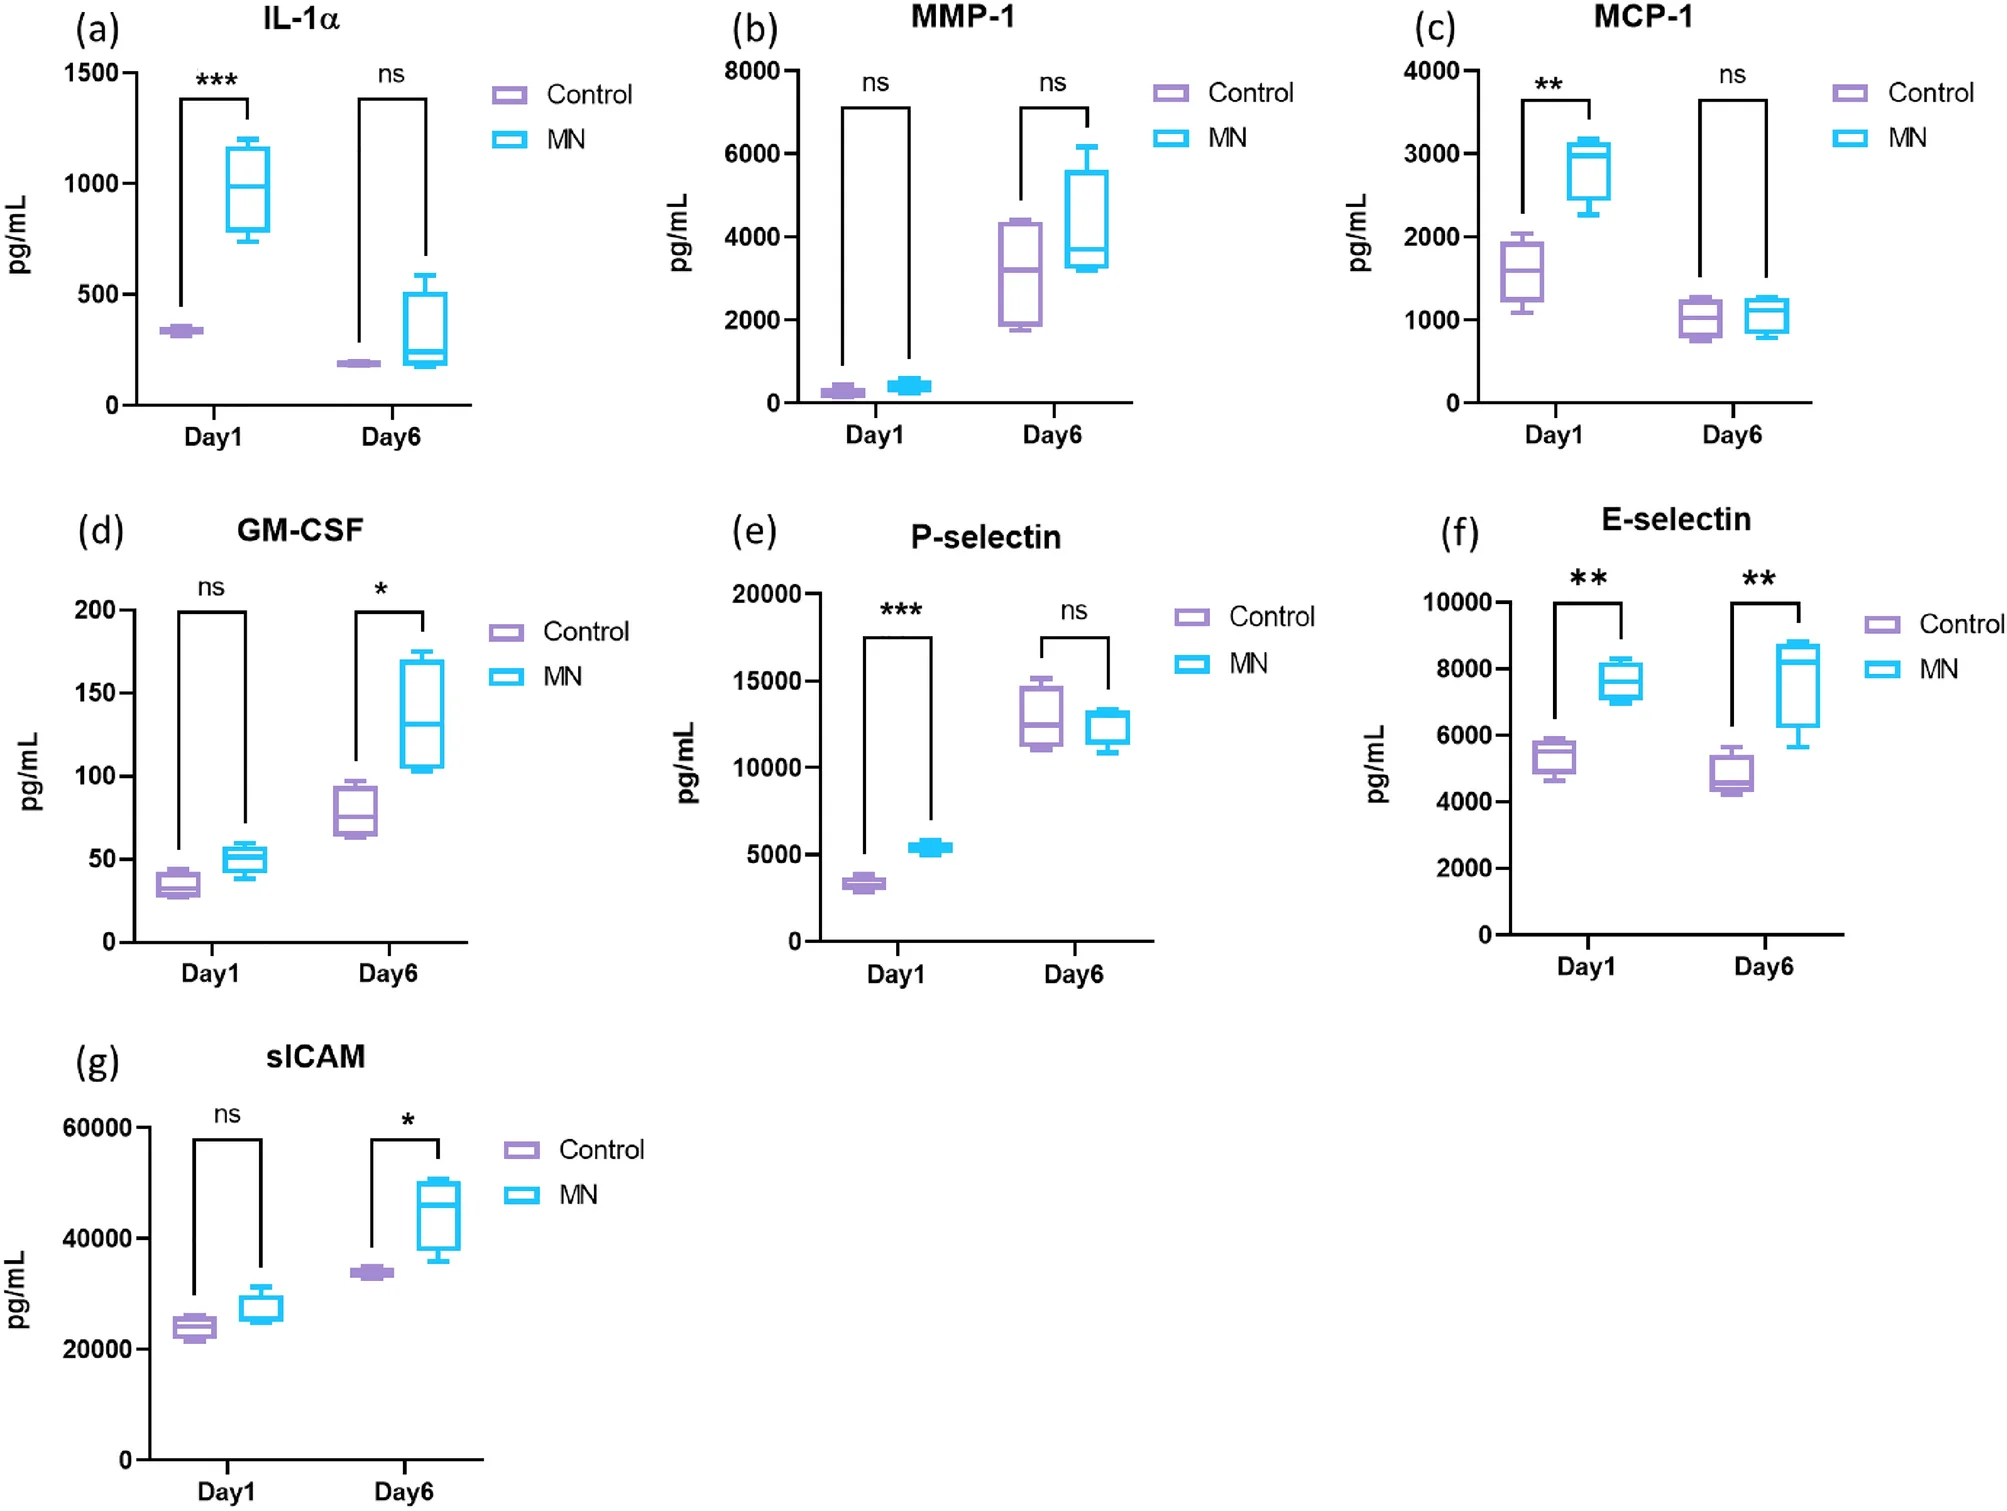 (a) IL-1α
1500
1000
500
0
pg/mL
***
ns
Day1
Day6
Control
MN
(b) MMP-1
8000
6000
4000
2000
0
pg/mL
ns
ns
Day1
Day6
Control
MN
(c) MCP-1
4000
3000
2000
1000
0
pg/mL
**
ns
Day1
Day6
Control
MN
(d) GM-CSF
200
150
100
50
0
pg/mL
ns
*
Day1
Day6
Control
MN
(e) P-selectin
20000
15000
10000
5000
0
pg/mL
***
ns
Day1
Day6
Control
MN
(f) E-selectin
10000
8000
6000
4000
2000
0
pg/mL
**
**
Day1
Day6
Control
MN
(g) sICAM
60000
40000
20000
0
pg/mL
ns
*
Day1
Day6
Control
MN